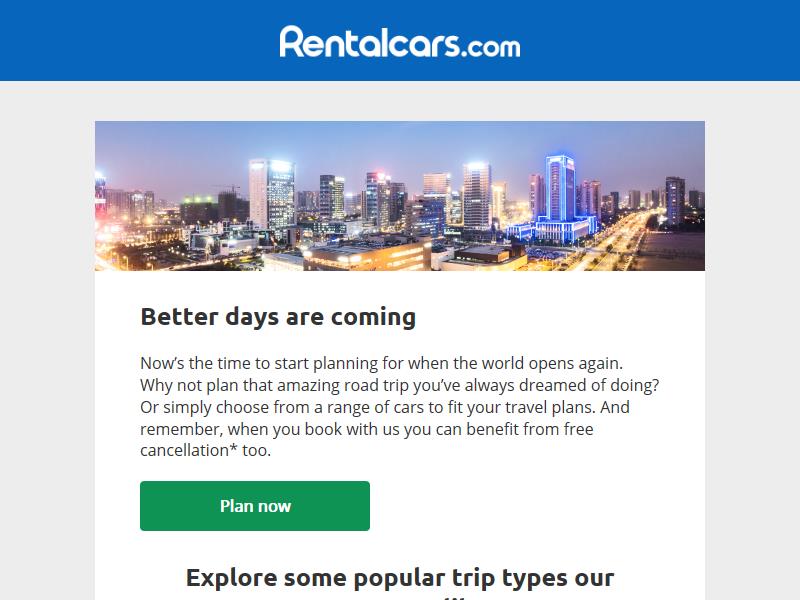 Rentalcars.com
Better days are coming
Now’s the time to start planning for when the world opens again.
Why not plan that amazing road trip you’ve always dreamed of doing?
Or simply choose from a range of cars to fit your travel plans. And
remember, when you book with us you can benefit from free
cancellation* too.
Plan now
Explore some popular trip types our